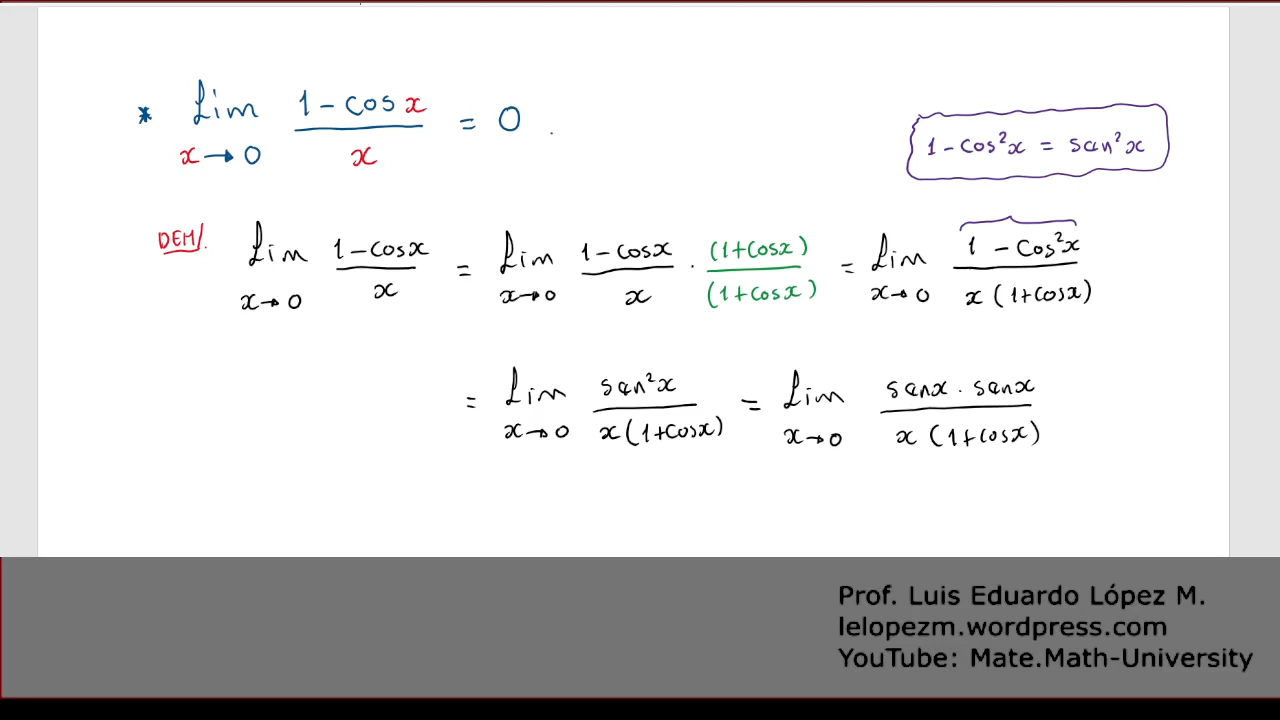 * Lim x→0 (1-cos x)/x = 0 .
1-cos²x = sen²x
DEM/. Lim x→0 (1-cosx)/x = Lim x→0 (1-cosx)/x · (1+cosx)/(1+cosx) = Lim x→0 (1 - Cos²x)/(x(1+cosx))
= Lim x→0 sen²x/(x(1+cosx)) = Lim x→0 (senx · senx)/(x(1+cosx))
Prof. Luis Eduardo López M.
lelopezm.wordpress.com
YouTube: Mate.Math-University